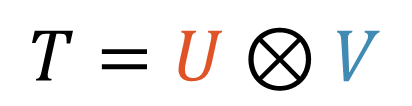 T = U ⊗ V